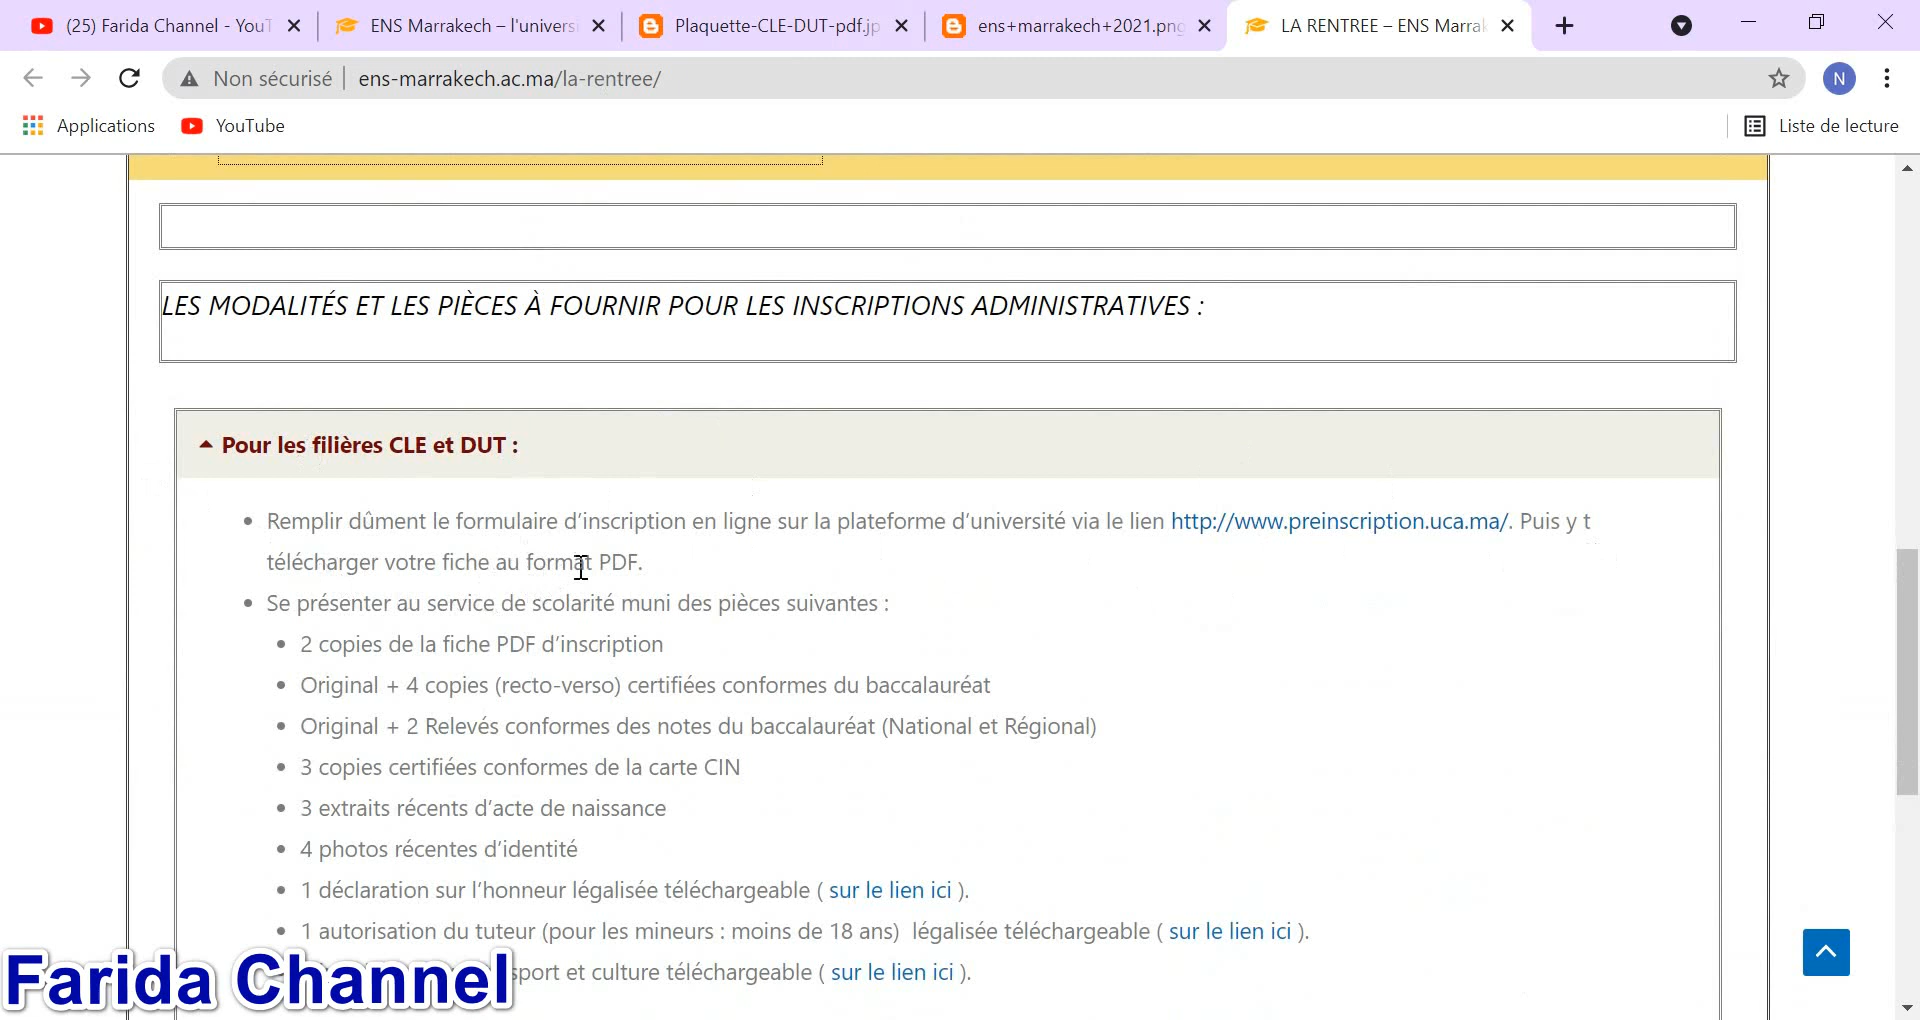 (25) Farida Channel - YouT
ENS Marrakech – l'universi
Plaquette-CLE-DUT-pdf.jp
ens+marrakech+2021.png
LA RENTREE – ENS Marrak
Non sécurisé
ens-marrakech.ac.ma/la-rentree/
N
Applications
YouTube
Liste de lecture
LES MODALITÉS ET LES PIÈCES À FOURNIR POUR LES INSCRIPTIONS ADMINISTRATIVES :
Pour les filières CLE et DUT :
Remplir dûment le formulaire d’inscription en ligne sur la plateforme d’université via le lien http://www.preinscription.uca.ma/. Puis y t
télécharger votre fiche au format PDF.
Se présenter au service de scolarité muni des pièces suivantes :
2 copies de la fiche PDF d’inscription
Original + 4 copies (recto-verso) certifiées conformes du baccalauréat
Original + 2 Relevés conformes des notes du baccalauréat (National et Régional)
3 copies certifiées conformes de la carte CIN
3 extraits récents d’acte de naissance
4 photos récentes d’identité
1 déclaration sur l’honneur légalisée téléchargeable ( sur le lien ici ).
1 autorisation du tuteur (pour les mineurs : moins de 18 ans) légalisée téléchargeable ( sur le lien ici ).
sport et culture téléchargeable ( sur le lien ici ).
Farida Channel